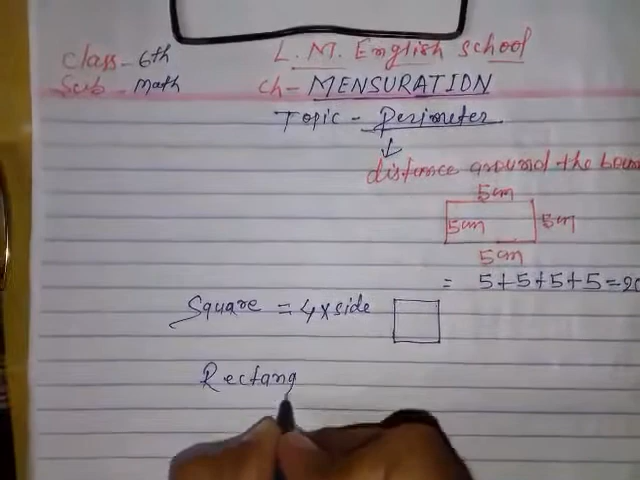 Class - 6th
L. M. English school
Sub - Math
Ch - MENSURATION
Topic - Perimeter
distance around the boun
5cm
5cm
5cm
5cm
= 5+5+5+5=20
Square = 4xside
Rectang